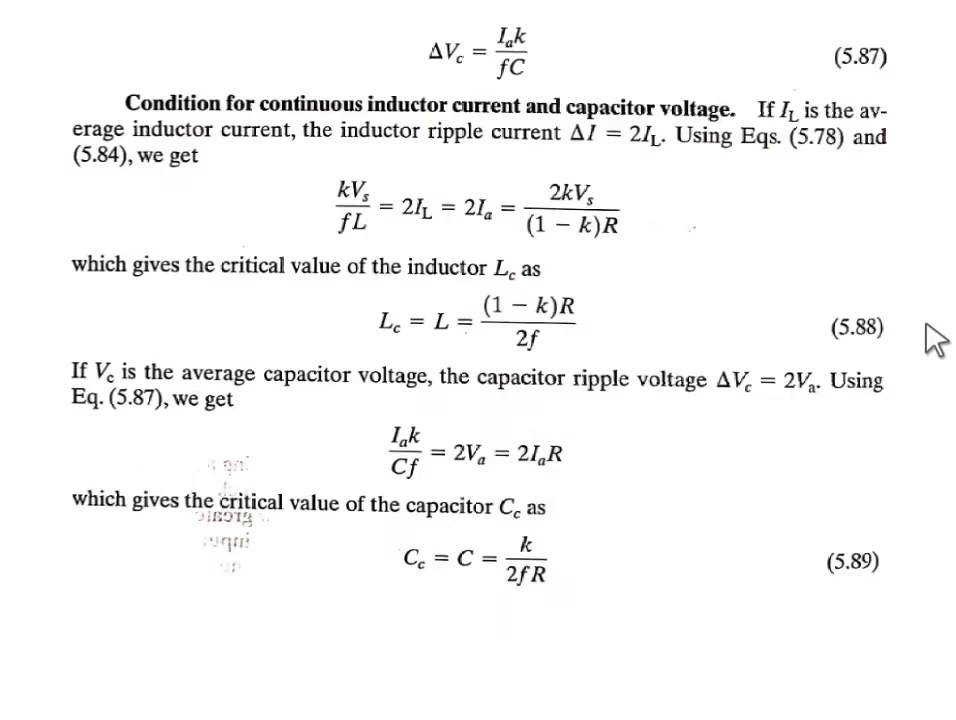 ΔV_c = I_a k / fC (5.87)
Condition for continuous inductor current and capacitor voltage. If I_L is the av-
erage inductor current, the inductor ripple current ΔI = 2I_L. Using Eqs. (5.78) and
(5.84), we get
kV_s / fL = 2I_L = 2I_a = 2kV_s / (1 − k)R
which gives the critical value of the inductor L_c as
L_c = L = (1 − k)R / 2f (5.88)
If V_c is the average capacitor voltage, the capacitor ripple voltage ΔV_c = 2V_a. Using
Eq. (5.87), we get
I_a k / Cf = 2V_a = 2I_a R
which gives the critical value of the capacitor C_c as
C_c = C = k / 2fR (5.89)